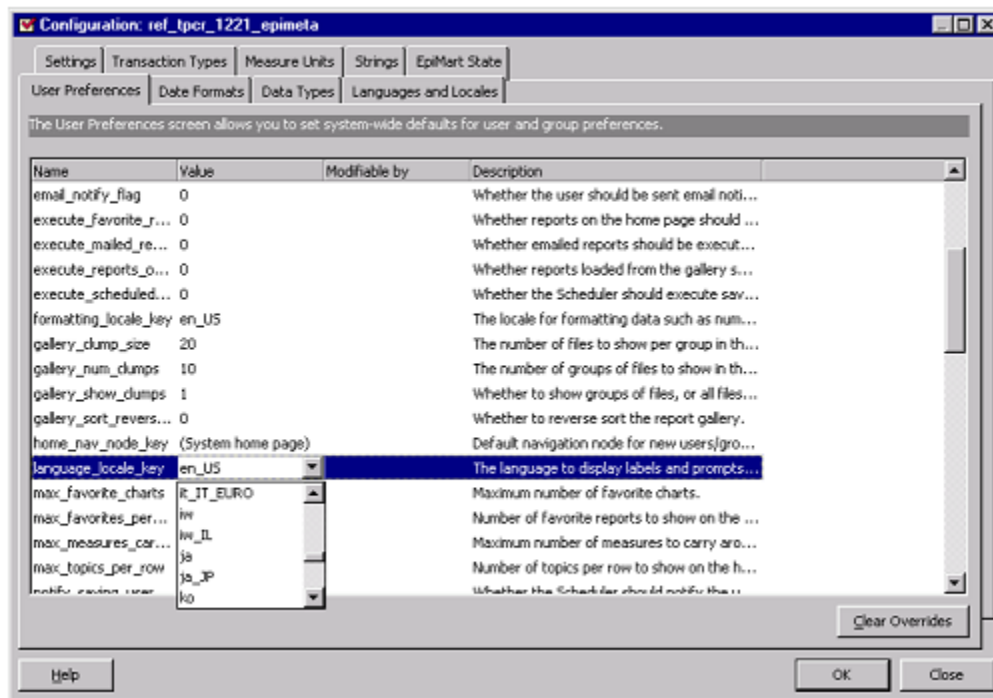 Configuration: ref_tpcr_1221_epimeta
Settings Transaction Types Measure Units Strings EpiMart State
User Preferences Date Formats Data Types Languages and Locales
The User Preferences screen allows you to set system-wide defaults for user and group preferences.
Name Value Modifiable by Description
email_notify_flag 0 Whether the user should be sent email noti...
execute_favorite_r... 0 Whether reports on the home page should ...
execute_mailed_re... 0 Whether emailed reports should be execut...
execute_reports_o... 0 Whether reports loaded from the gallery s...
execute_scheduled... 0 Whether the Scheduler should execute sav...
formatting_locale_key en_US The locale for formatting data such as num...
gallery_clump_size 20 The number of files to show per group in th...
gallery_num_clumps 10 The number of groups of files to show in th...
gallery_show_clumps 1 Whether to show groups of files, or all files...
gallery_sort_revers... 0 Whether to reverse sort the report gallery.
home_nav_node_key (System home page) Default navigation node for new users/gro...
language_locale_key en_US The language to display labels and prompts...
max_favorite_charts it_IT_EURO Maximum number of favorite charts.
max_favorites_per... iw Number of favorite reports to show on the ...
iw_IL
max_measures_car... Maximum number of measures to carry aro...
ja
max_topics_per_row ja_JP Number of topics per row to show on the h...
notify_saving_user ko Whether the Scheduler should notify the u...
Clear Overrides
Help OK Close